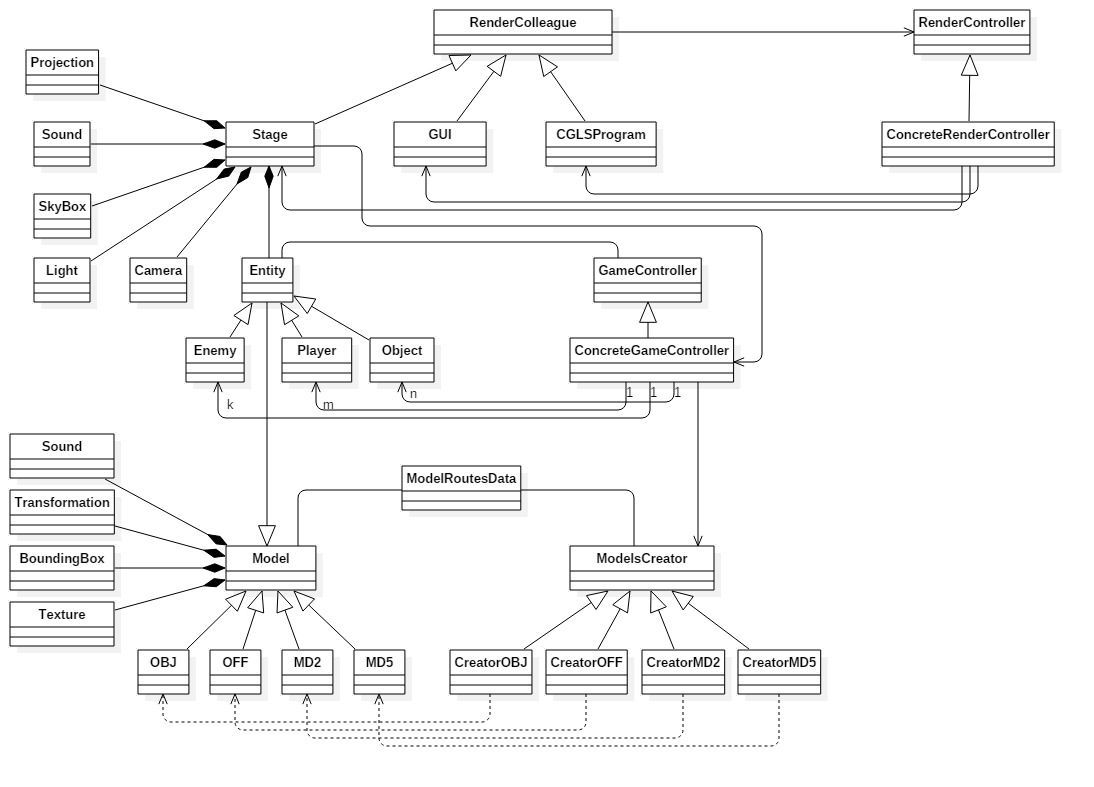 RenderColleague
RenderController
Projection
Sound
Stage
GUI
CGLSProgram
ConcreteRenderController
SkyBox
Light
Camera
Entity
GameController
Enemy
Player
Object
ConcreteGameController
k
m
n
1
1
1
Sound
ModelRoutesData
Transformation
BoundingBox
Model
ModelsCreator
Texture
OBJ
OFF
MD2
MD5
CreatorOBJ
CreatorOFF
CreatorMD2
CreatorMD5